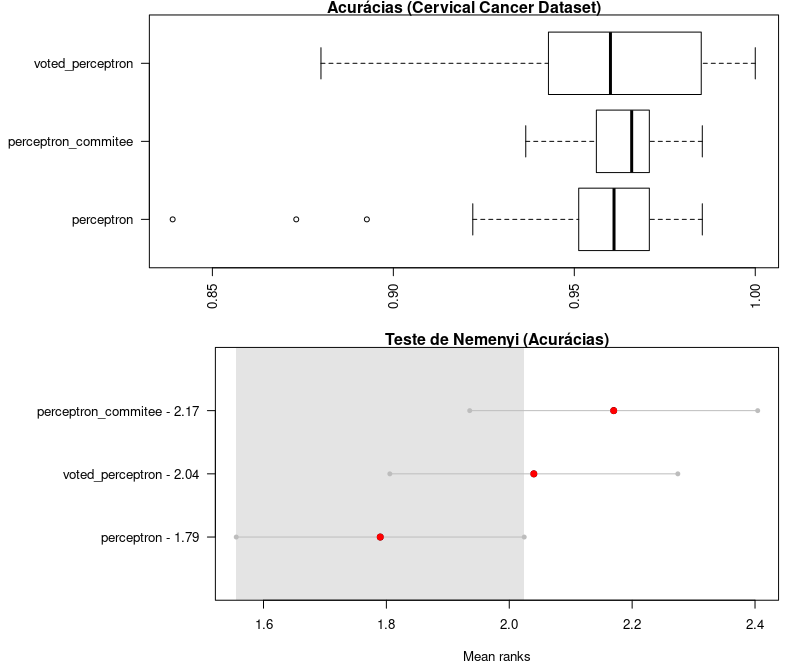 Acurácias (Cervical Cancer Dataset)
voted_perceptron
perceptron_commitee
perceptron
0.85
0.90
0.95
1.00
Teste de Nemenyi (Acurácias)
perceptron_commitee - 2.17
voted_perceptron - 2.04
perceptron - 1.79
1.6
1.8
2.0
2.2
2.4
Mean ranks